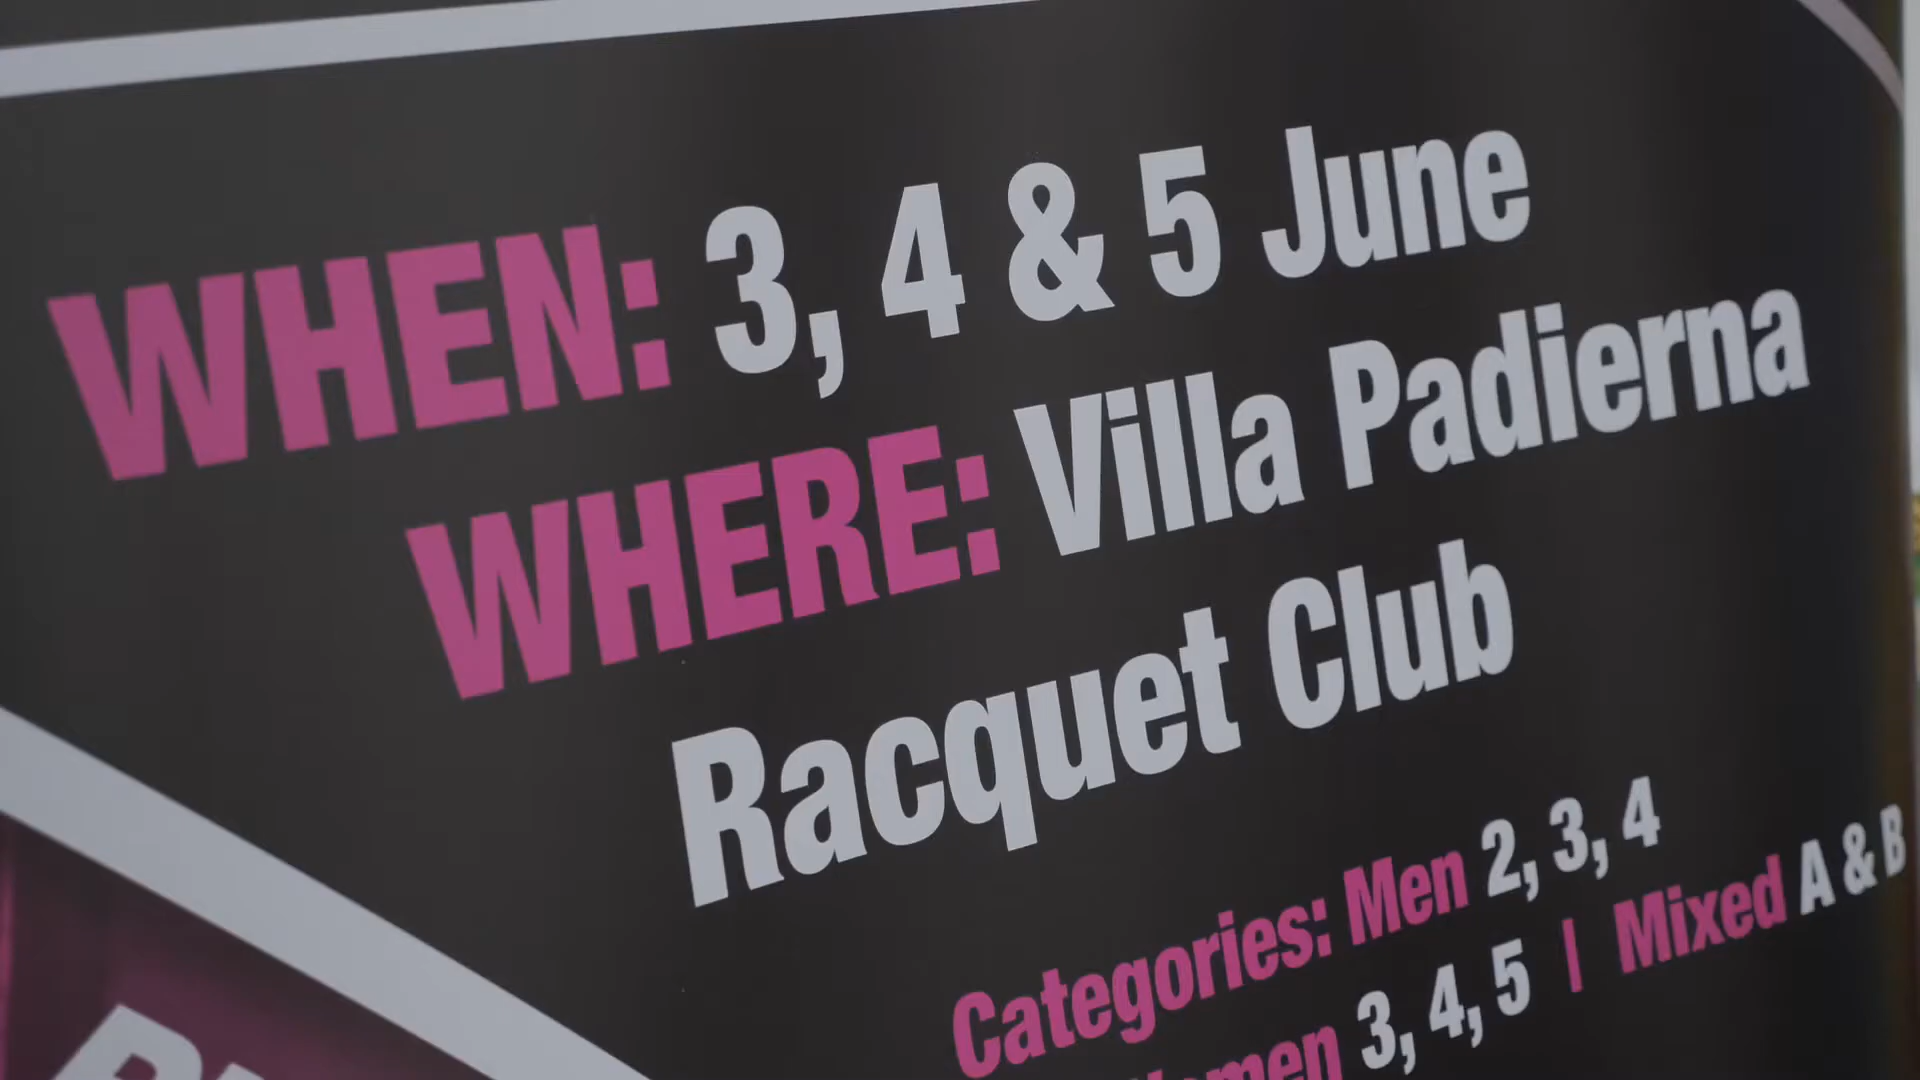 WHEN: 3, 4 & 5 June
WHERE: Villa Padierna
Racquet Club
Categories: Men 2, 3, 4
Women 3, 4, 5 | Mixed A & B